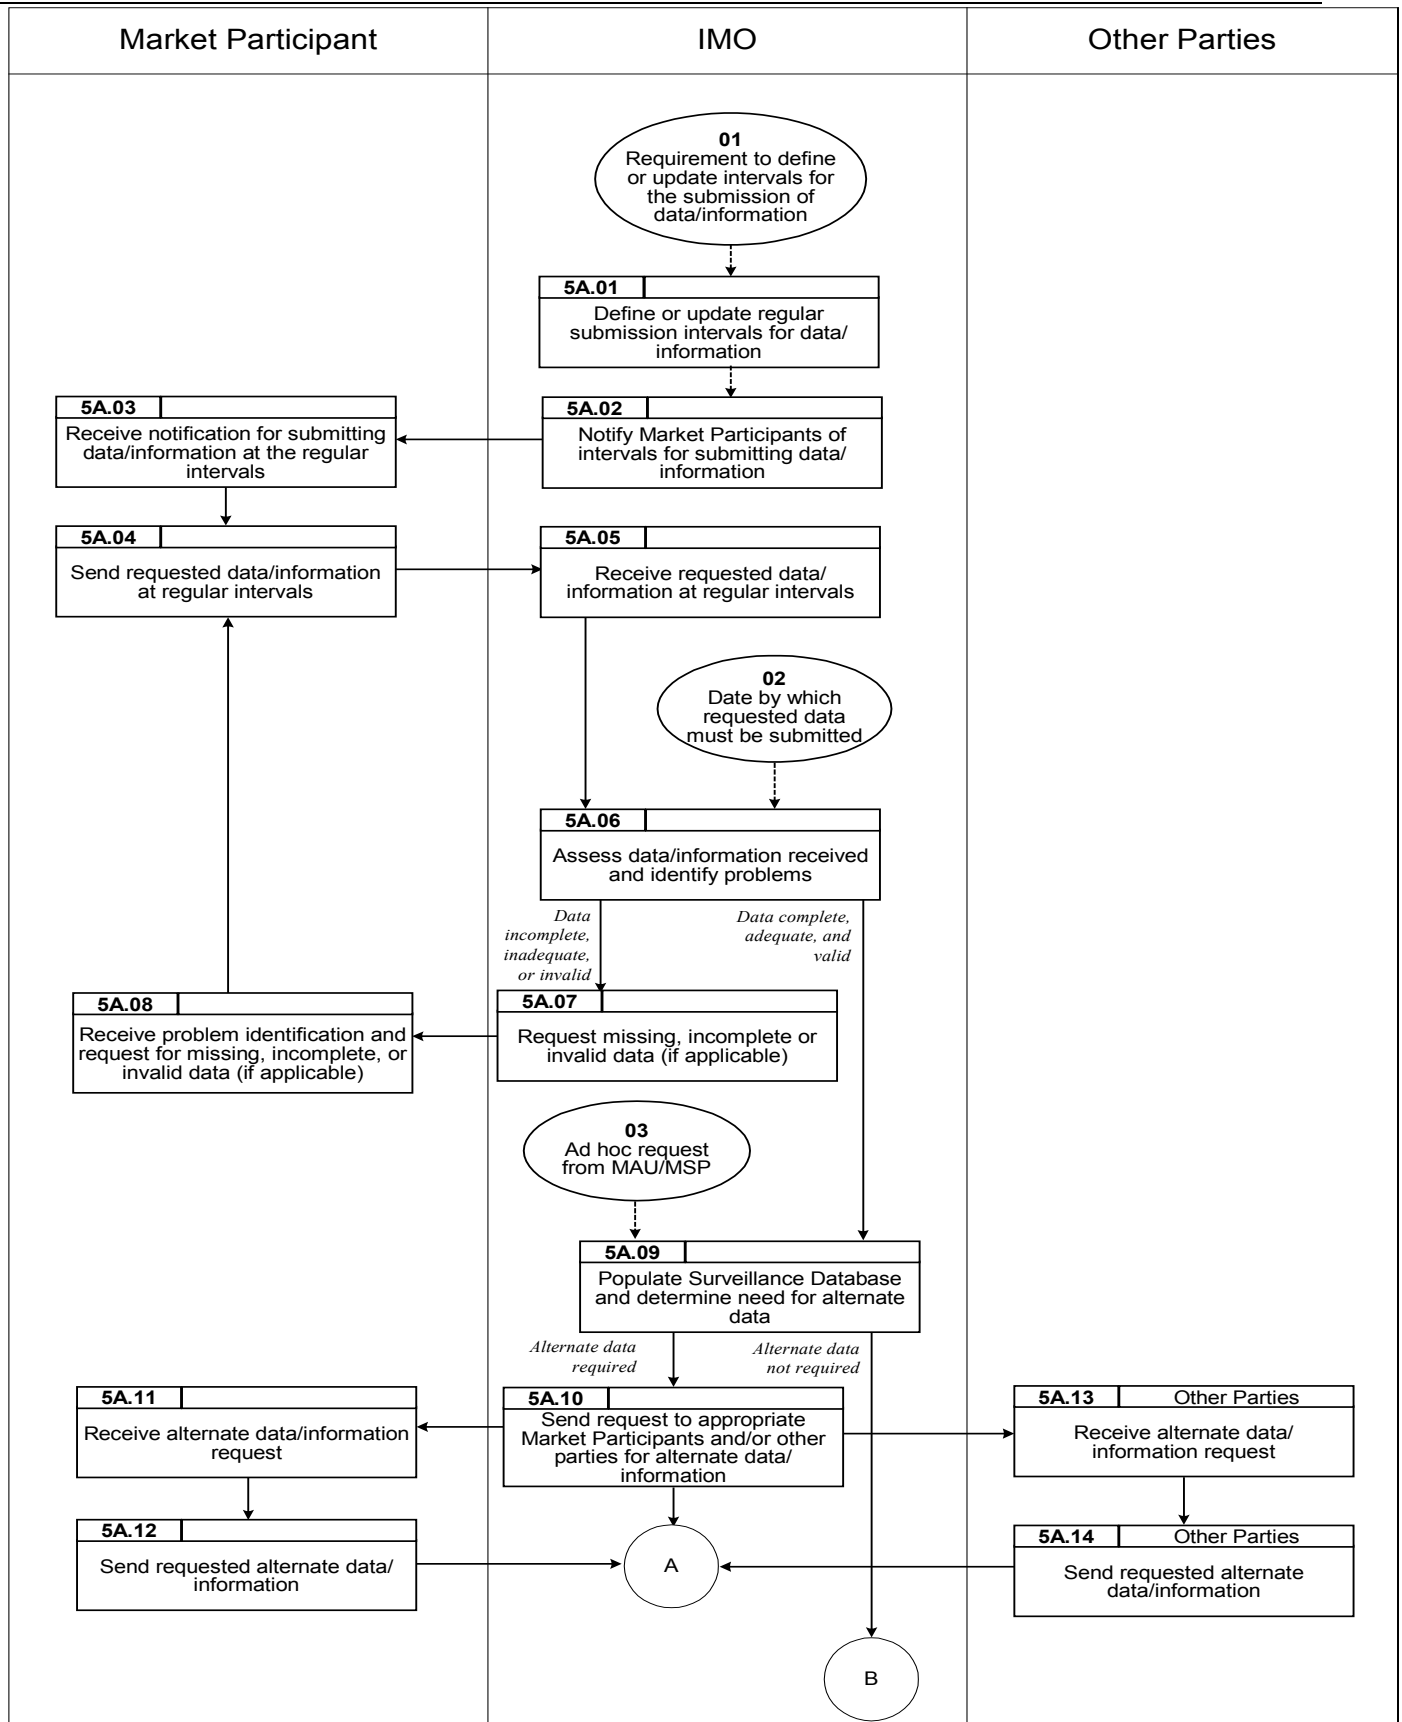 Market Participant
IMO
Other Parties
01
Requirement to define
or update intervals for
the submission of
data/information
5A.01
Define or update regular
submission intervals for data/
information
5A.03
Receive notification for submitting
data/information at the regular
intervals
5A.02
Notify Market Participants of
intervals for submitting data/
information
5A.04
Send requested data/information
at regular intervals
5A.05
Receive requested data/
information at regular intervals
02
Date by which
requested data
must be submitted
5A.06
Assess data/information received
and identify problems
Data
incomplete,
inadequate,
or invalid
Data complete,
adequate, and
valid
5A.08
Receive problem identification and
request for missing, incomplete, or
invalid data (if applicable)
5A.07
Request missing, incomplete or
invalid data (if applicable)
03
Ad hoc request
from MAU/MSP
5A.09
Populate Surveillance Database
and determine need for alternate
data
Alternate data
required
Alternate data
not required
5A.11
Receive alternate data/information
request
5A.10
Send request to appropriate
Market Participants and/or other
parties for alternate data/
information
5A.13 Other Parties
Receive alternate data/
information request
5A.12
Send requested alternate data/
information
A
5A.14 Other Parties
Send requested alternate
data/information
B